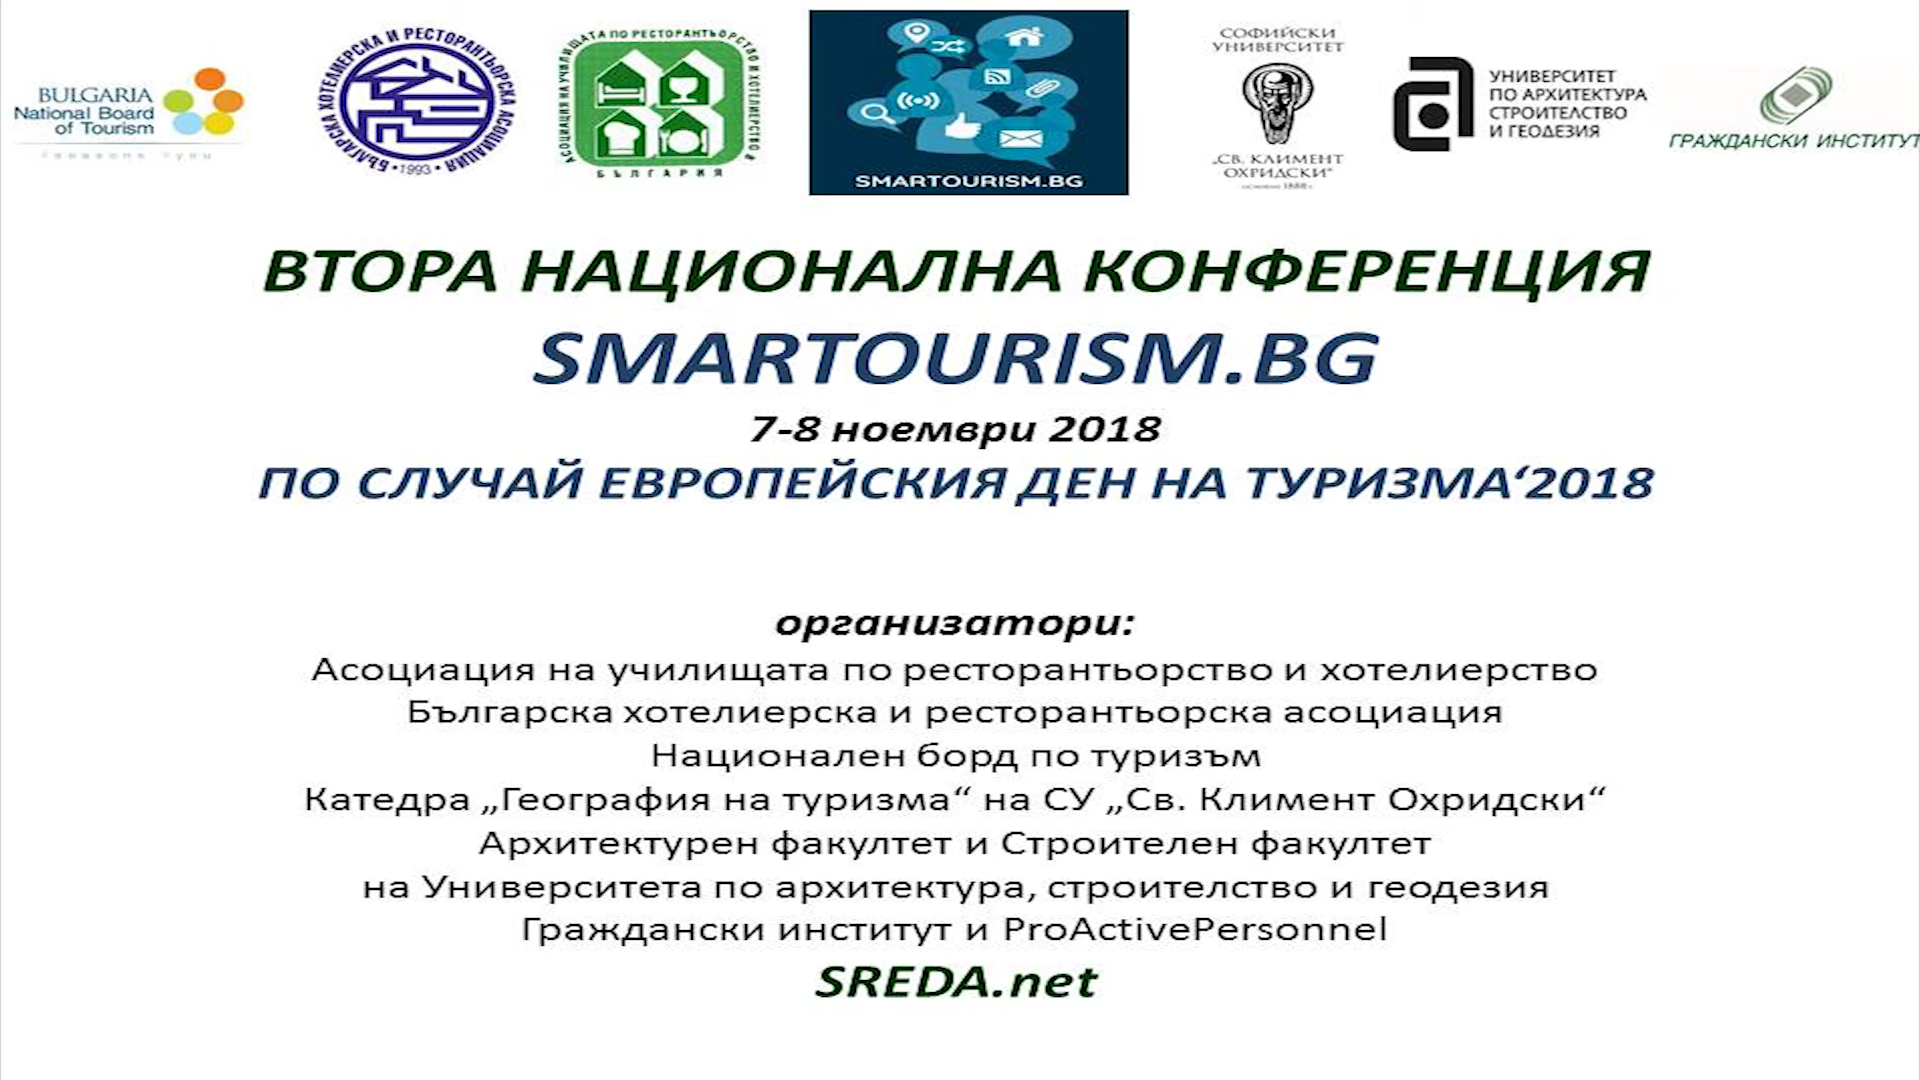 BULGARIA
National Board
of Tourism
БЪЛГАРСКА ХОТЕЛИЕРСКА И РЕСТОРАНТЬОРСКА АСОЦИАЦИЯ
•1993•
АСОЦИАЦИЯ НА УЧИЛИЩАТА ПО РЕСТОРАНТЬОРСТВО И ХОТЕЛИЕРСТВО В
БЪЛГАРИЯ
SMARTOURISM.BG
СОФИЙСКИ
УНИВЕРСИТЕТ
„СВ. КЛИМЕНТ
ОХРИДСКИ“
УНИВЕРСИТЕТ
ПО АРХИТЕКТУРА
СТРОИТЕЛСТВО
И ГЕОДЕЗИЯ
ГРАЖДАНСКИ ИНСТИТУТ
ВТОРА НАЦИОНАЛНА КОНФЕРЕНЦИЯ
SMARTOURISM.BG
7-8 ноември 2018
ПО СЛУЧАЙ ЕВРОПЕЙСКИЯ ДЕН НА ТУРИЗМА‘2018
организатори:
Асоциация на училищата по ресторантьорство и хотелиерство
Българска хотелиерска и ресторантьорска асоциация
Национален борд по туризъм
Катедра „География на туризма“ на СУ „Св. Климент Охридски“
Архитектурен факултет и Строителен факултет
на Университета по архитектура, строителство и геодезия
Граждански институт и ProActivePersonnel
SREDA.net